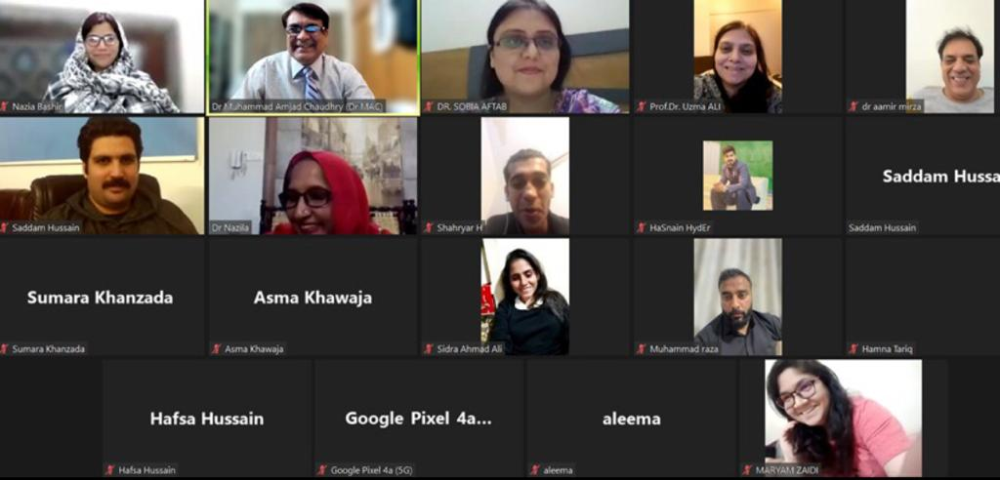 Nazia Bashir
Dr Muhammad Amjad Chaudhry (Dr MAC)
DR. SOBIA AFTAB
Prof.Dr. Uzma ALI
dr aamir mirza
Saddam Hussain
Dr Nazila
Shahryar H
HaSnain HydEr
Saddam Hussa
Saddam Hussain
Sumara Khanzada
Sumara Khanzada
Asma Khawaja
Asma Khawaja
Sidra Ahmad Ali
Muhammad raza
Hamna Tariq
Hafsa Hussain
Hafsa Hussain
Google Pixel 4a...
Google Pixel 4a (5G)
aleema
aleema
MARYAM ZAIDI